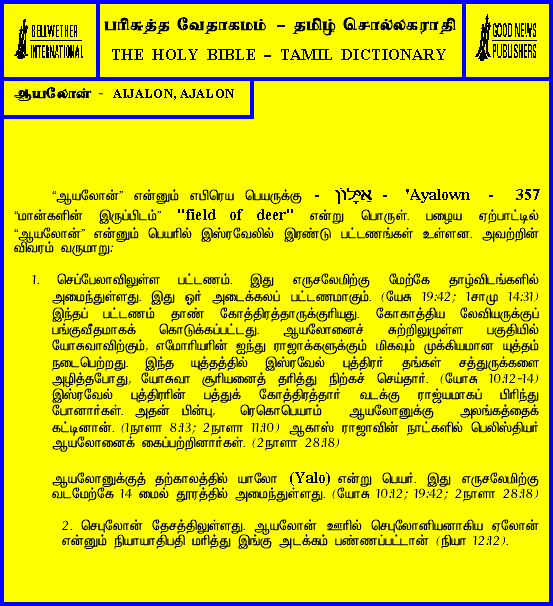 BELLWETHER
INTERNATIONAL
பரிசுத்த வேதாகமம் – தமிழ் சொல்லகராதி
THE HOLY BIBLE – TAMIL DICTIONARY
GOOD NEWS
PUBLISHERS
ஆயலோன் - AIJALON, AJALON
“ஆயலோன்” என்னும் எபிரெய பெயருக்கு - אַיָּלוֹן - 'Ayalown - 357
“மான்களின் இருப்பிடம்” "field of deer" என்று பொருள். பழைய ஏற்பாட்டில்
“ஆயலோன்” என்னும் பெயரில் இஸ்ரவேலில் இரண்டு பட்டணங்கள் உள்ளன. அவற்றின்
விவரம் வருமாறு:
1. செப்பேலாவிலுள்ள பட்டணம். இது எருசலேமிற்கு மேற்கே தாழ்விடங்களில்
அமைந்துள்ளது. இது ஓர் அடைக்கலப் பட்டணமாகும். (யேசு 19:42; 1சாமு 14:31)
இந்தப் பட்டணம் தாண் கோத்திரத்தாருக்குரியது. கோகாத்திய லேவியருக்குப்
பங்குவீதமாகக் கொடுக்கப்பட்டது. ஆயலோனைச் சுற்றிலுமுள்ள பகுதியில்
யோசுவாவிற்கும், எமோரியரின் ஐந்து ராஜாக்களுக்கும் மிகவும் முக்கியமான யுத்தம்
நடைபெற்றது. இந்த யுத்தத்தில் இஸ்ரவேல் புத்திரர் தங்கள் சத்துருக்களை
அழித்தபோது, யோசுவா சூரியனைத் தரித்து நிற்கச் செய்தார். (யோசு 10:12-14)
இஸ்ரவேல் புத்திரரின் பத்துக் கோத்திரத்தார் வடக்கு ராஜ்யமாகப் பிரிந்து
போனார்கள். அதன் பின்பு, ரெகொபெயாம் ஆயலோனுக்கு அலங்கத்தைக்
கட்டினான். (1நாளா 8:13; 2நாளா 11:10) ஆகாஸ் ராஜாவின் நாட்களில் பெலிஸ்தியர்
ஆயலோனைக் கைப்பற்றினார்கள். (2நாளா 28:18)
ஆயலோனுக்குத் தற்காலத்தில் யாலோ (Yalo) என்று பெயர். இது எருசலேமிற்கு
வடமேற்கே 14 மைல் தூரத்தில் அமைந்துள்ளது. (யோசு 10:12; 19:42; 2நாளா 28:18)
2. செபுலோன் தேசத்திலுள்ளது. ஆயலோன் ஊரில் செபுலோனியனாகிய ஏலோன்
என்னும் நியாயாதிபதி மரித்து இங்கு அடக்கம் பண்ணப்பட்டான் (நியா 12:12).